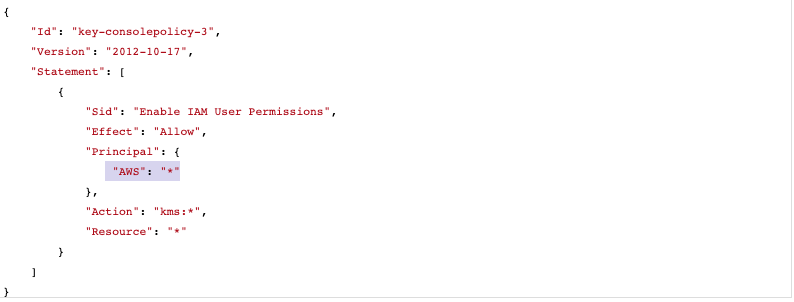 {
"Id": "key-consolepolicy-3",
"Version": "2012-10-17",
"Statement": [
{
"Sid": "Enable IAM User Permissions",
"Effect": "Allow",
"Principal": {
"AWS": "*"
},
"Action": "kms:*",
"Resource": "*"
}
]
}